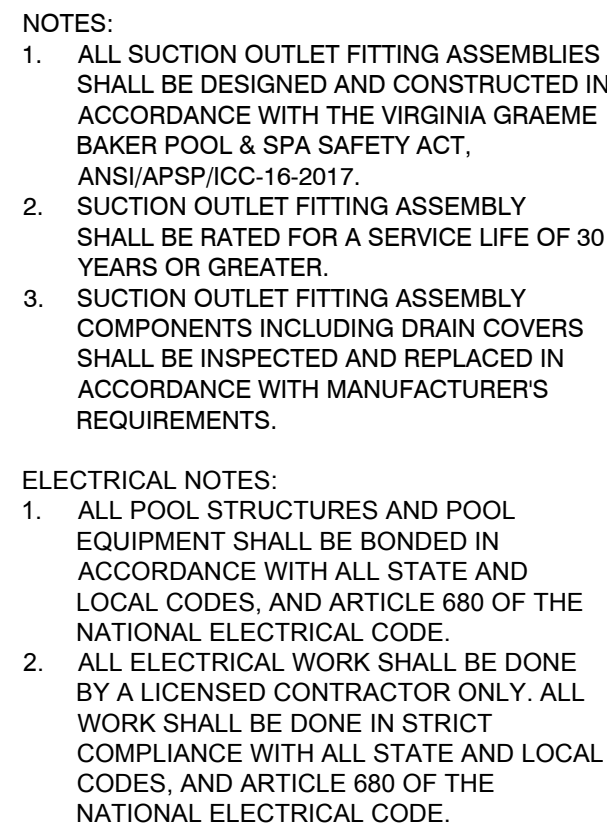 NOTES:
1. ALL SUCTION OUTLET FITTING ASSEMBLIES
SHALL BE DESIGNED AND CONSTRUCTED IN
ACCORDANCE WITH THE VIRGINIA GRAEME
BAKER POOL & SPA SAFETY ACT,
ANSI/APSP/ICC-16-2017.
2. SUCTION OUTLET FITTING ASSEMBLY
SHALL BE RATED FOR A SERVICE LIFE OF 30
YEARS OR GREATER.
3. SUCTION OUTLET FITTING ASSEMBLY
COMPONENTS INCLUDING DRAIN COVERS
SHALL BE INSPECTED AND REPLACED IN
ACCORDANCE WITH MANUFACTURER'S
REQUIREMENTS.
ELECTRICAL NOTES:
1. ALL POOL STRUCTURES AND POOL
EQUIPMENT SHALL BE BONDED IN
ACCORDANCE WITH ALL STATE AND
LOCAL CODES, AND ARTICLE 680 OF THE
NATIONAL ELECTRICAL CODE.
2. ALL ELECTRICAL WORK SHALL BE DONE
BY A LICENSED CONTRACTOR ONLY. ALL
WORK SHALL BE DONE IN STRICT
COMPLIANCE WITH ALL STATE AND LOCAL
CODES, AND ARTICLE 680 OF THE
NATIONAL ELECTRICAL CODE.